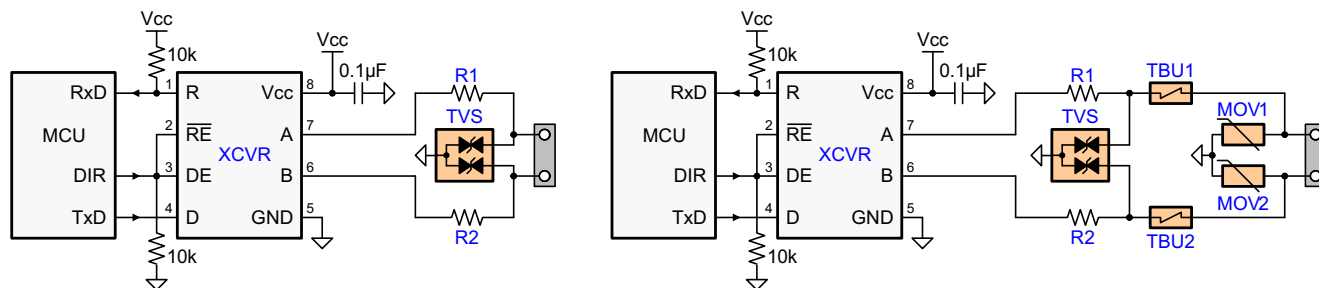 Vcc
10k
Vcc
0.1µF
RxD
1
R
Vcc
8
R1
MCU
2
RE
A
7
TVS
XCVR
DIR
3
DE
B
6
TxD
4
D
GND
5
R2
10k
Vcc
10k
Vcc
0.1µF
RxD
1
R
Vcc
8
R1
TBU1
MCU
2
RE
A
7
TVS
MOV1
XCVR
DIR
3
DE
B
6
MOV2
TxD
4
D
GND
5
R2
TBU2
10k